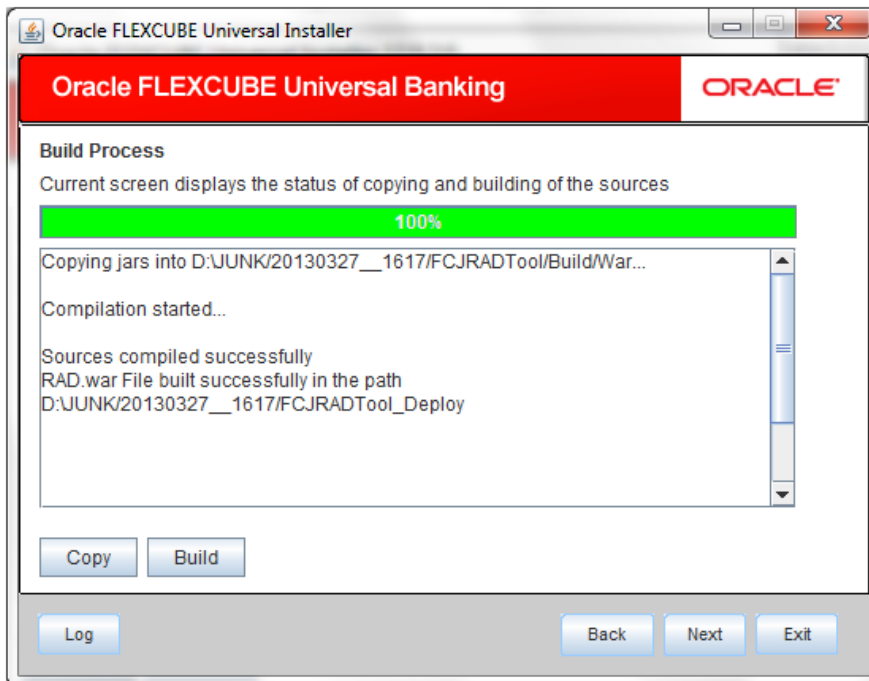 Oracle FLEXCUBE Universal Installer
Oracle FLEXCUBE Universal Banking
ORACLE
Build Process
Current screen displays the status of copying and building of the sources
100%
Copying jars into D:\JUNK/20130327__1617/FCJRADTool/Build/War...
Compilation started...
Sources compiled successfully
RAD.war File built successfully in the path
D:\JUNK/20130327__1617/FCJRADTool_Deploy
Copy Build
Log Back Next Exit